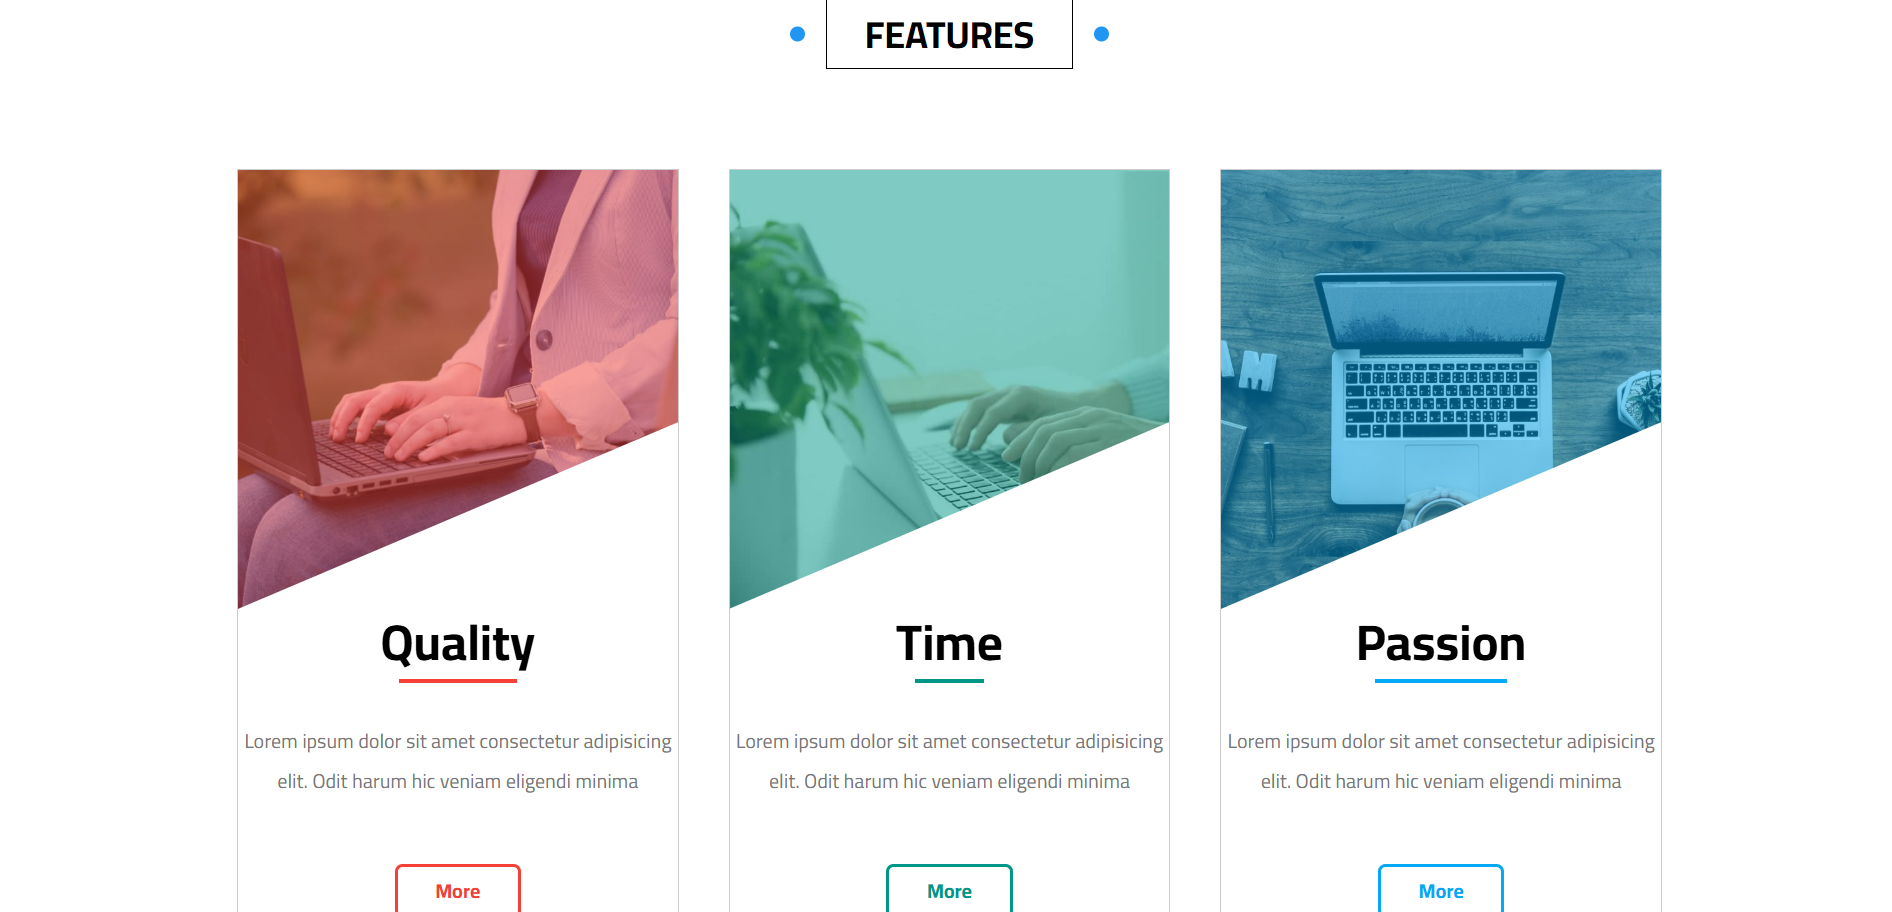 FEATURES
M
Quality
Time
Passion
Lorem ipsum dolor sit amet consectetur adipisicing
elit. Odit harum hic veniam eligendi minima
Lorem ipsum dolor sit amet consectetur adipisicing
elit. Odit harum hic veniam eligendi minima
Lorem ipsum dolor sit amet consectetur adipisicing
elit. Odit harum hic veniam eligendi minima
More
More
More